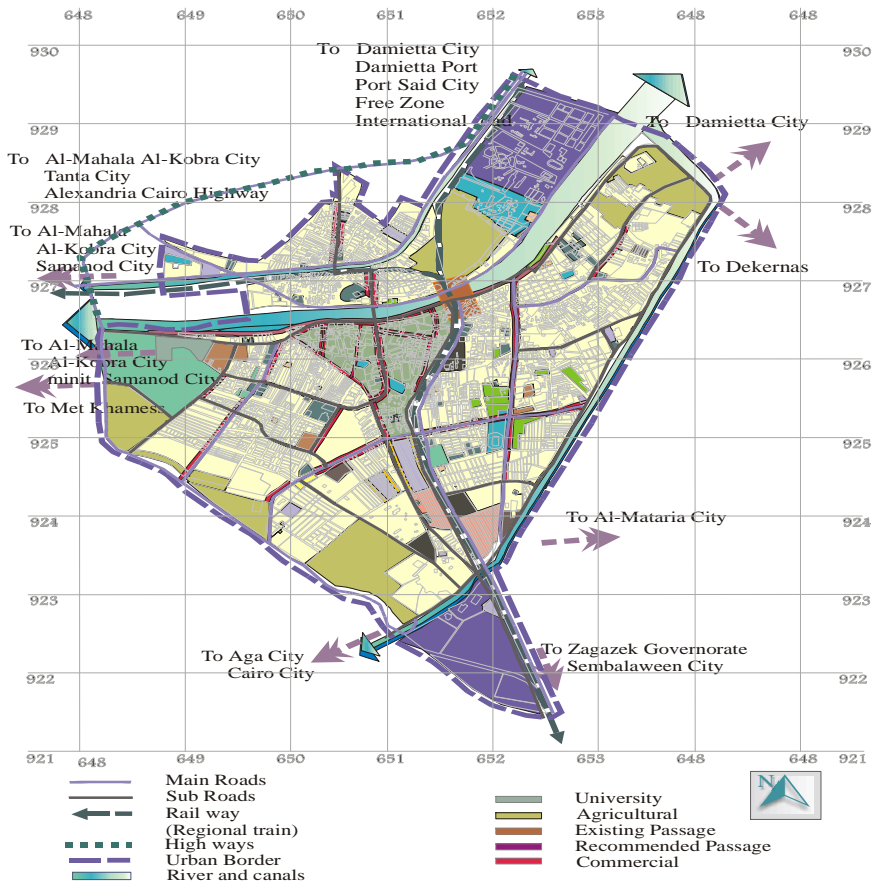 648 649 650 651 652 653 648 648
930 930
To Damietta City
Damietta Port
Port Said City
Free Zone
International
929 929
To Damietta City
To Al-Mahala Al-Kobra City
Tanta City
Alexandria Cairo Highway
928 928
To Al-Mahala
Al-Kobra City
Samanod City
To Dekernas
927 927
To Al-Mahala
Al-Kobra City
minit Samanod City
926 926
To Met Khamess
925 925
924 924
To Al-Mataria City
923 923
To Aga City
Cairo City
To Zagazek Governorate
Sembalaween City
922 922
921 921
648 649 650 651 652 653 648 648
Main Roads
Sub Roads
Rail way
(Regional train)
High ways
Urban Border
River and canals
University
Agricultural
Existing Passage
Recommended Passage
Commercial
N